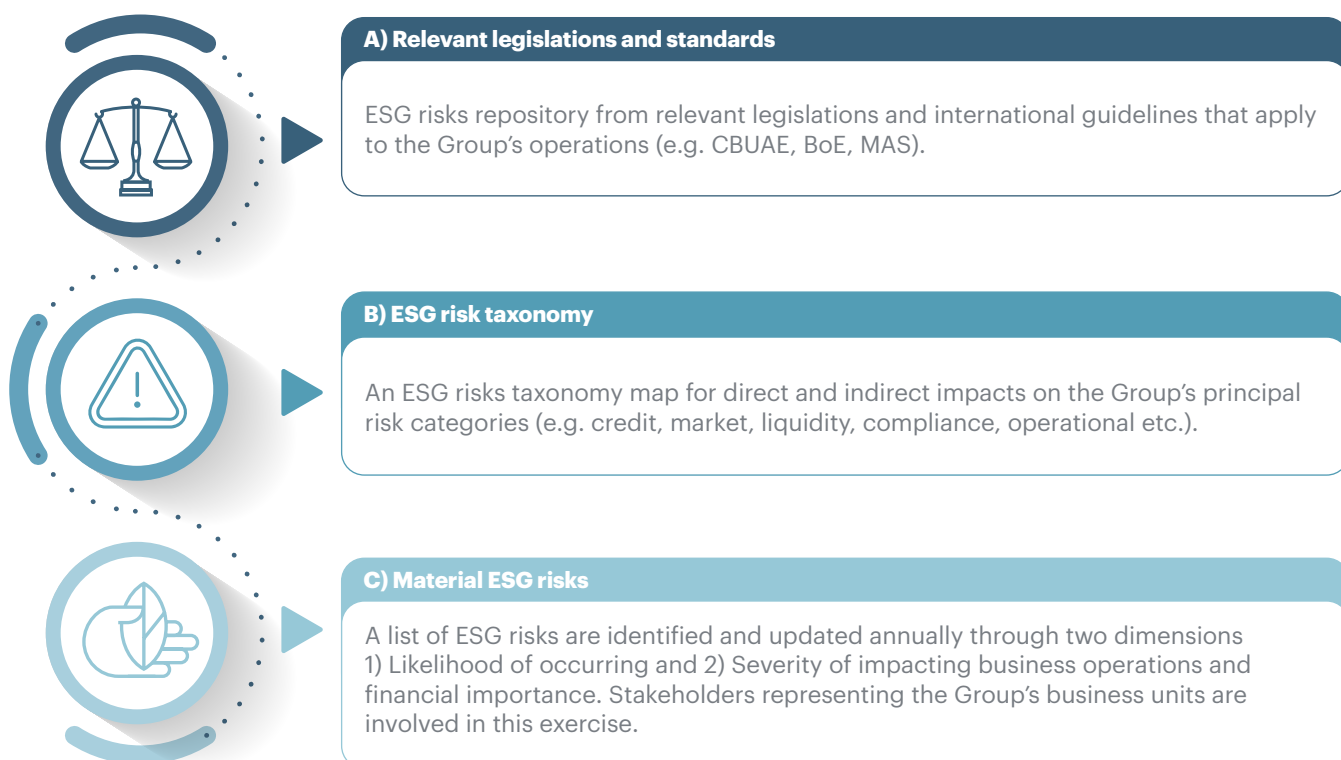 A) Relevant legislations and standards
ESG risks repository from relevant legislations and international guidelines that apply
to the Group’s operations (e.g. CBUAE, BoE, MAS).
B) ESG risk taxonomy
An ESG risks taxonomy map for direct and indirect impacts on the Group’s principal
risk categories (e.g. credit, market, liquidity, compliance, operational etc.).
C) Material ESG risks
A list of ESG risks are identified and updated annually through two dimensions
1) Likelihood of occurring and 2) Severity of impacting business operations and
financial importance. Stakeholders representing the Group’s business units are
involved in this exercise.